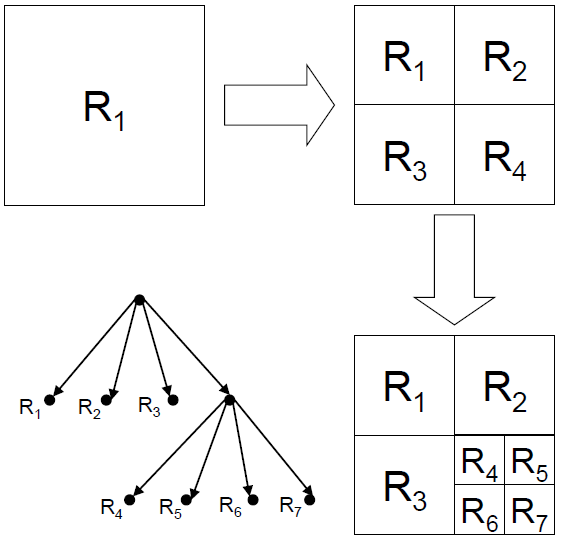 R1
R1 R2
R3 R4
R1 R2
R3
R4 R5
R6 R7
R1 R2 R3
R4 R5 R6 R7